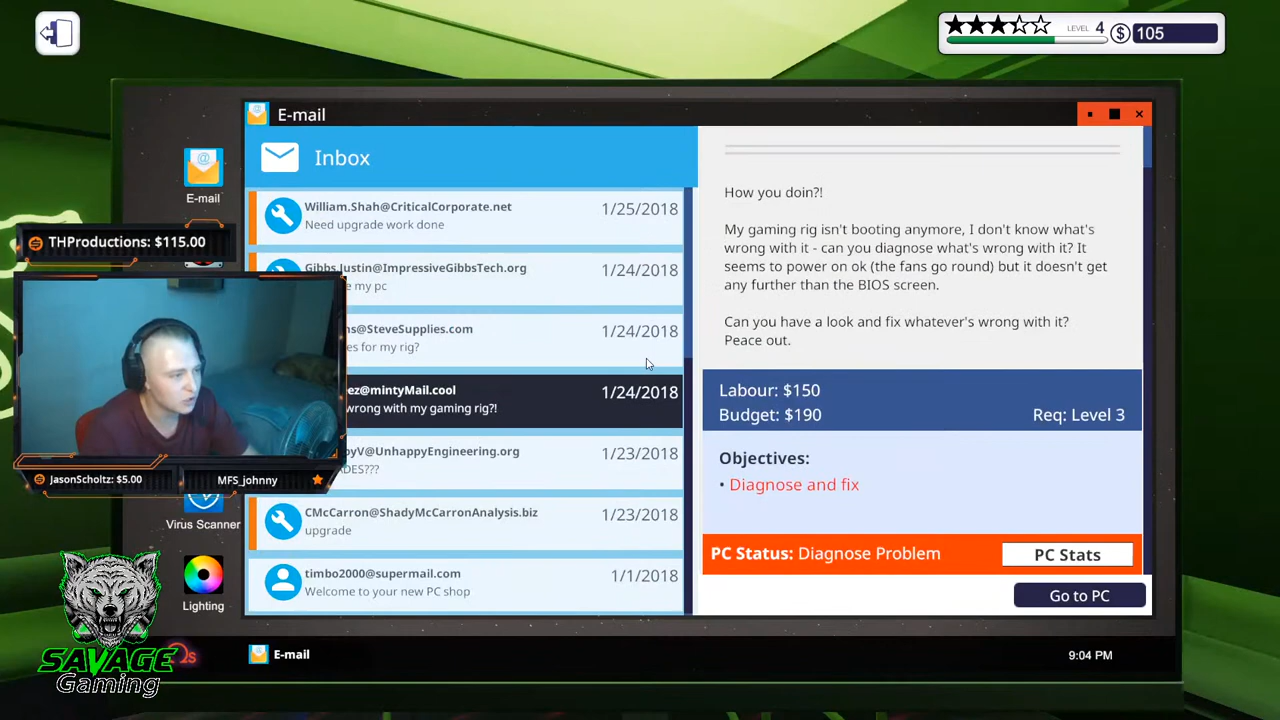 LEVEL 4 $ 105
E-mail
Inbox
E-mail
William.Shah@CriticalCorporate.net 1/25/2018
Need upgrade work done
Gibbs.Justin@ImpressiveGibbsTech.org 1/24/2018
my pc
@SteveSupplies.com 1/24/2018
for my rig?
@mintyMail.cool 1/24/2018
wrong with my gaming rig?!
@UnhappyEngineering.org 1/23/2018
CMcCarron@ShadyMcCarronAnalysis.biz 1/23/2018
upgrade
timbo2000@supermail.com 1/1/2018
Welcome to your new PC shop
How you doin?!
My gaming rig isn't booting anymore, I don't know what's
wrong with it - can you diagnose what's wrong with it? It
seems to power on ok (the fans go round) but it doesn't get
any further than the BIOS screen.
Can you have a look and fix whatever's wrong with it?
Peace out.
Labour: $150
Budget: $190 Req: Level 3
Objectives:
• Diagnose and fix
PC Status: Diagnose Problem PC Stats
Go to PC
THProductions: $115.00
JasonScholtz: $5.00 MFS_johnny
Virus Scanner
Lighting
SAVAGE
Gaming
E-mail 9:04 PM